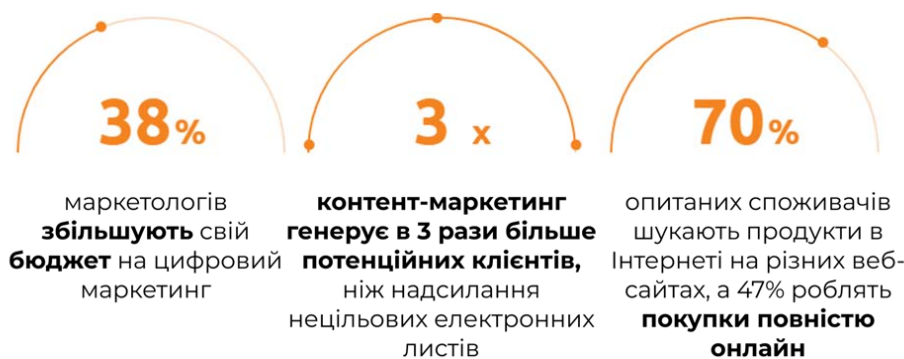 38%
маркетологів
збільшують свій
бюджет на цифровий
маркетинг
3 x
контент-маркетинг
генерує в 3 рази більше
потенційних клієнтів,
ніж надсилання
нецільових електронних
листів
70%
опитаних споживачів
шукають продукти в
Інтернеті на різних веб-
сайтах, а 47% роблять
покупки повністю
онлайн